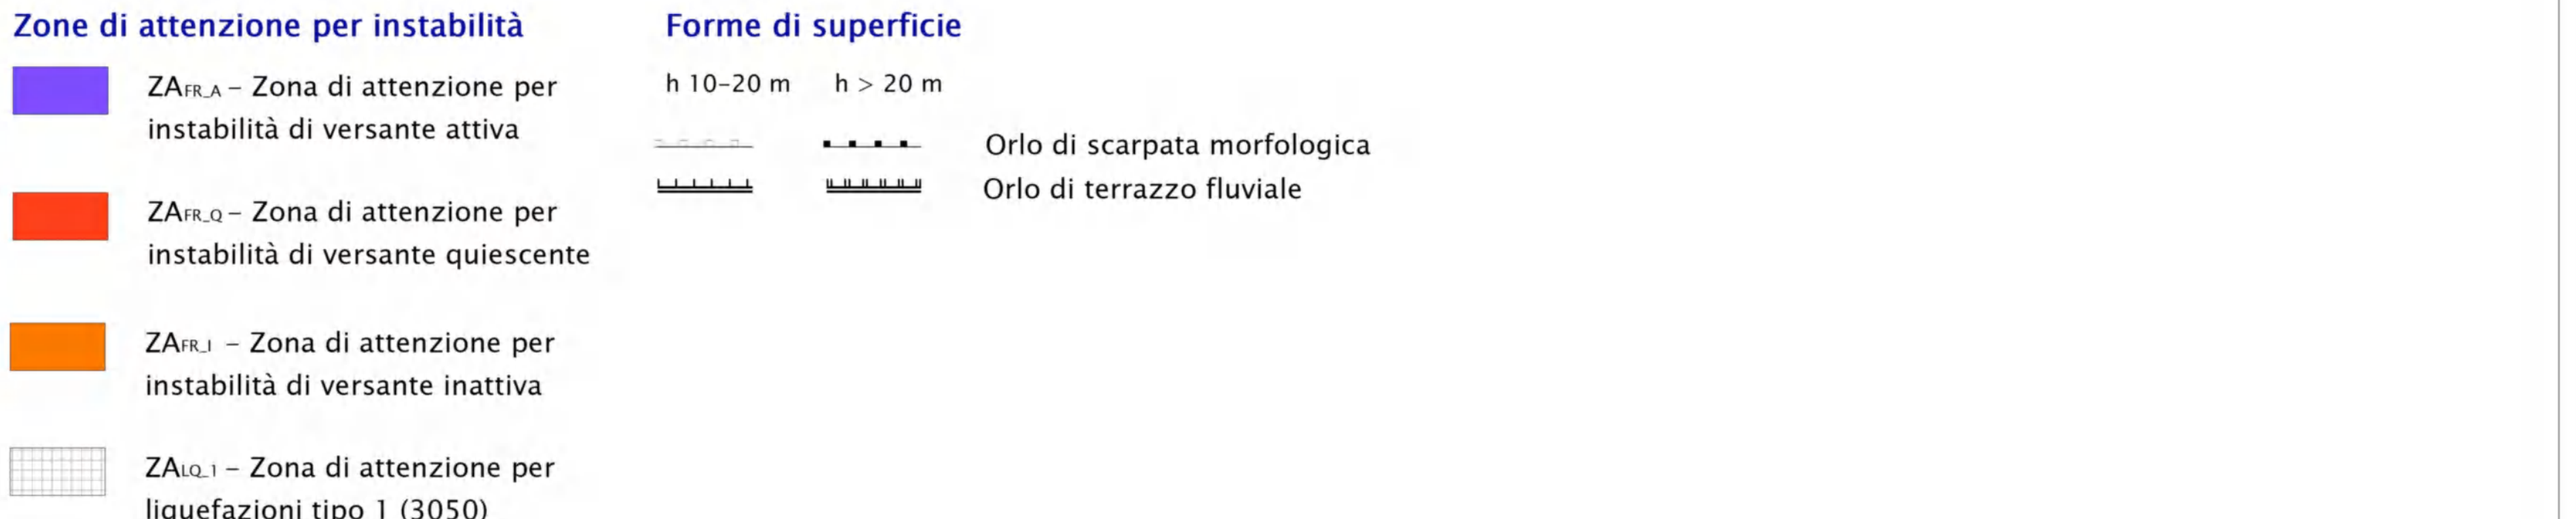 Zone di attenzione per instabilità
ZAFR_A – Zona di attenzione per
instabilità di versante attiva
ZAFR_Q – Zona di attenzione per
instabilità di versante quiescente
ZAFR_I – Zona di attenzione per
instabilità di versante inattiva
ZALQ_1 – Zona di attenzione per
liquefazioni tipo 1 (3050)
Forme di superficie
h 10-20 m h > 20 m
Orlo di scarpata morfologica
Orlo di terrazzo fluviale